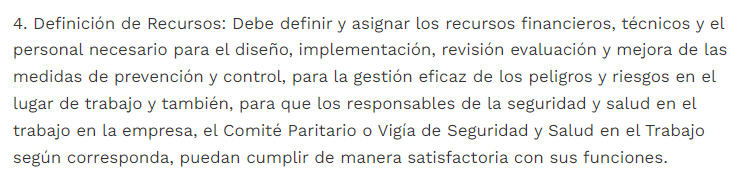 4. Definición de Recursos: Debe definir y asignar los recursos financieros, técnicos y el
personal necesario para el diseño, implementación, revisión evaluación y mejora de las
medidas de prevención y control, para la gestión eficaz de los peligros y riesgos en el
lugar de trabajo y también, para que los responsables de la seguridad y salud en el
trabajo en la empresa, el Comité Paritario o Vigía de Seguridad y Salud en el Trabajo
según corresponda, puedan cumplir de manera satisfactoria con sus funciones.